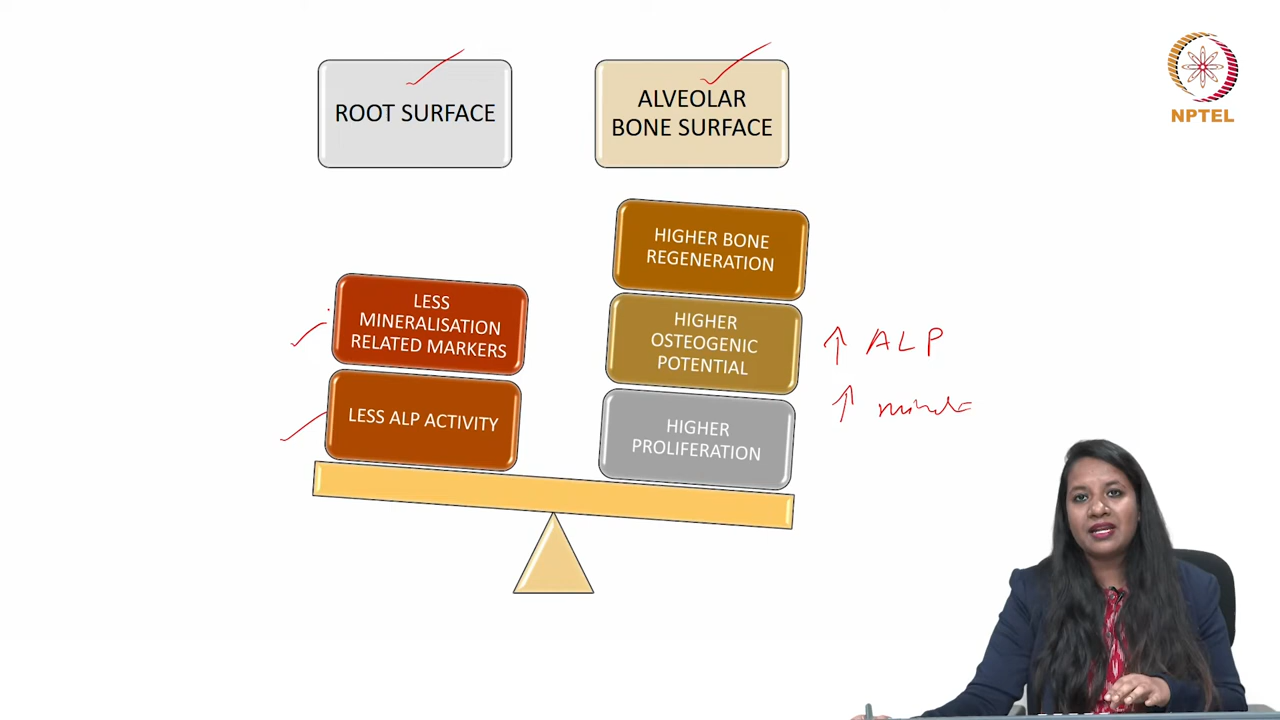 NPTEL
ROOT SURFACE
ALVEOLAR
BONE SURFACE
HIGHER BONE
REGENERATION
LESS
MINERALISATION
RELATED MARKERS
HIGHER
OSTEOGENIC
POTENTIAL
↑ ALP
LESS ALP ACTIVITY
HIGHER
PROLIFERATION
↑